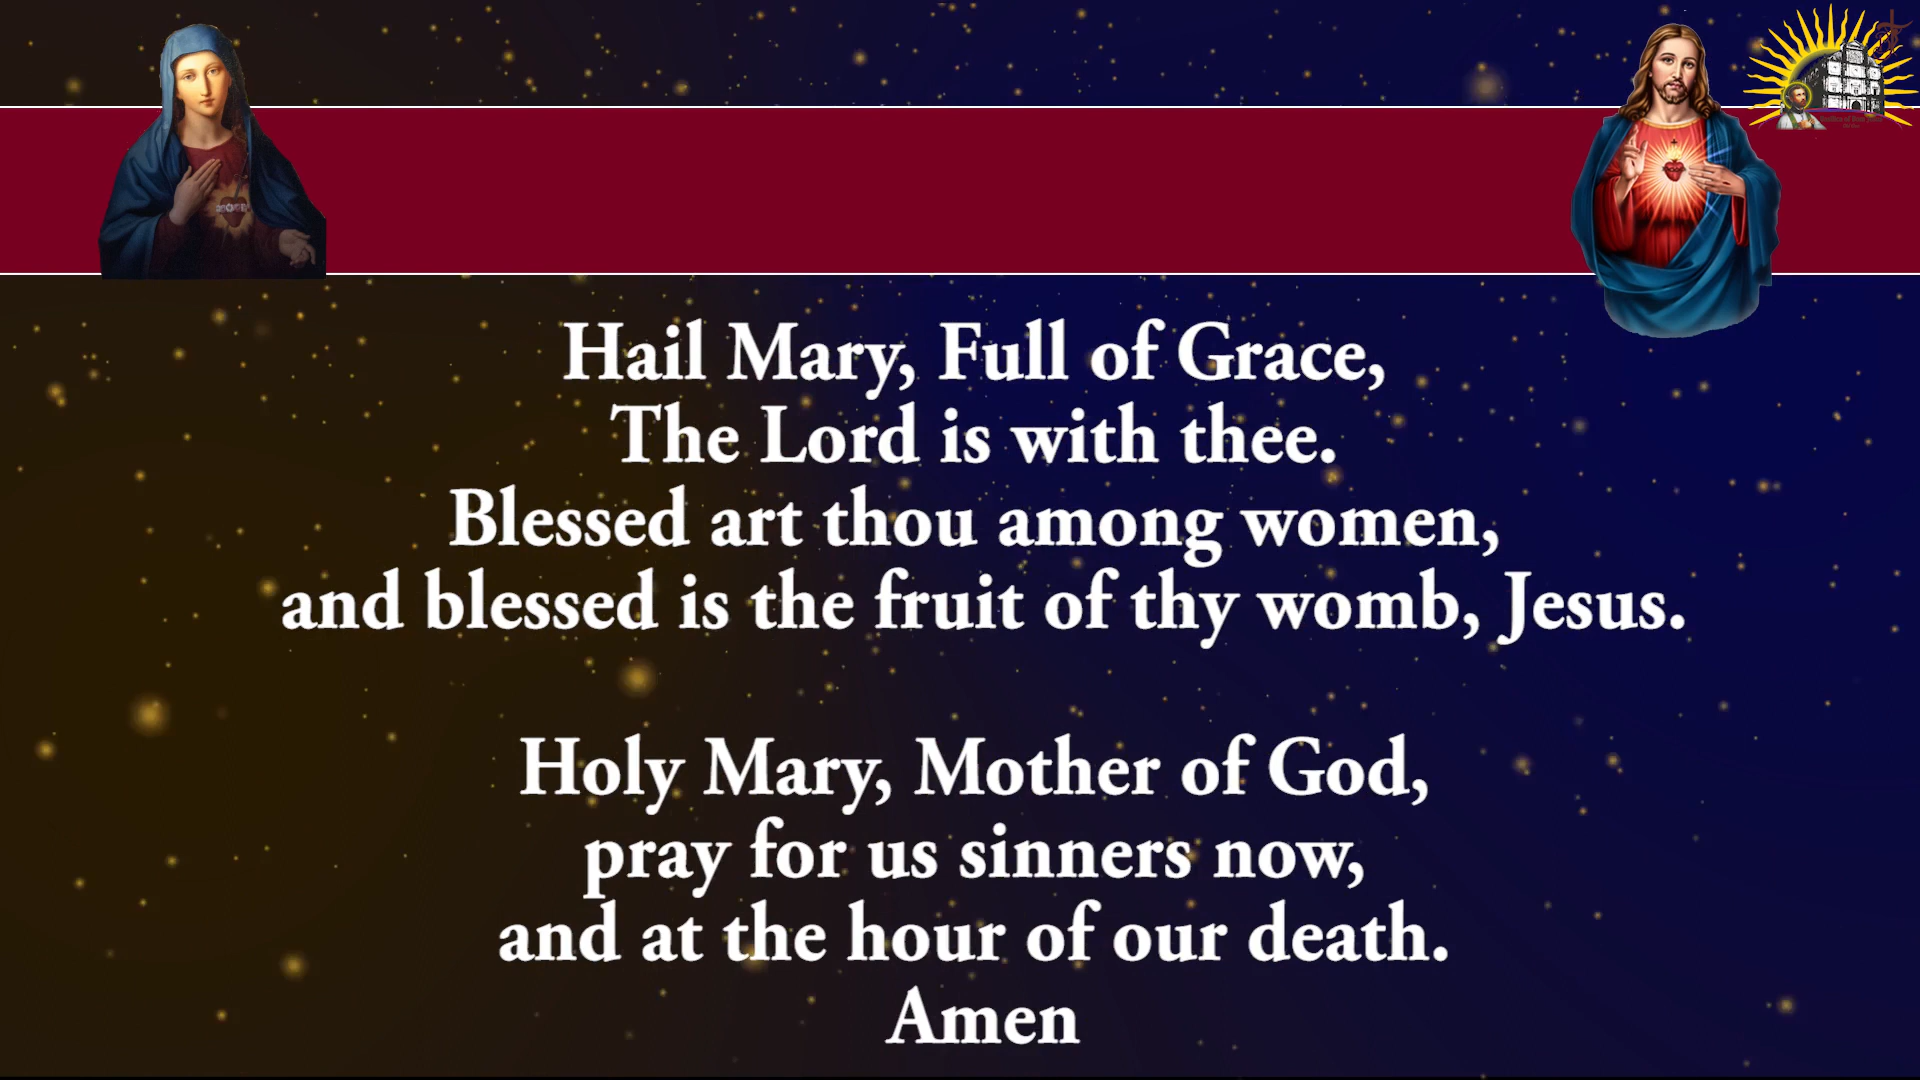 Hail Mary, Full of Grace,
The Lord is with thee.
Blessed art thou among women,
and blessed is the fruit of thy womb, Jesus.
Holy Mary, Mother of God,
pray for us sinners now,
and at the hour of our death.
Amen